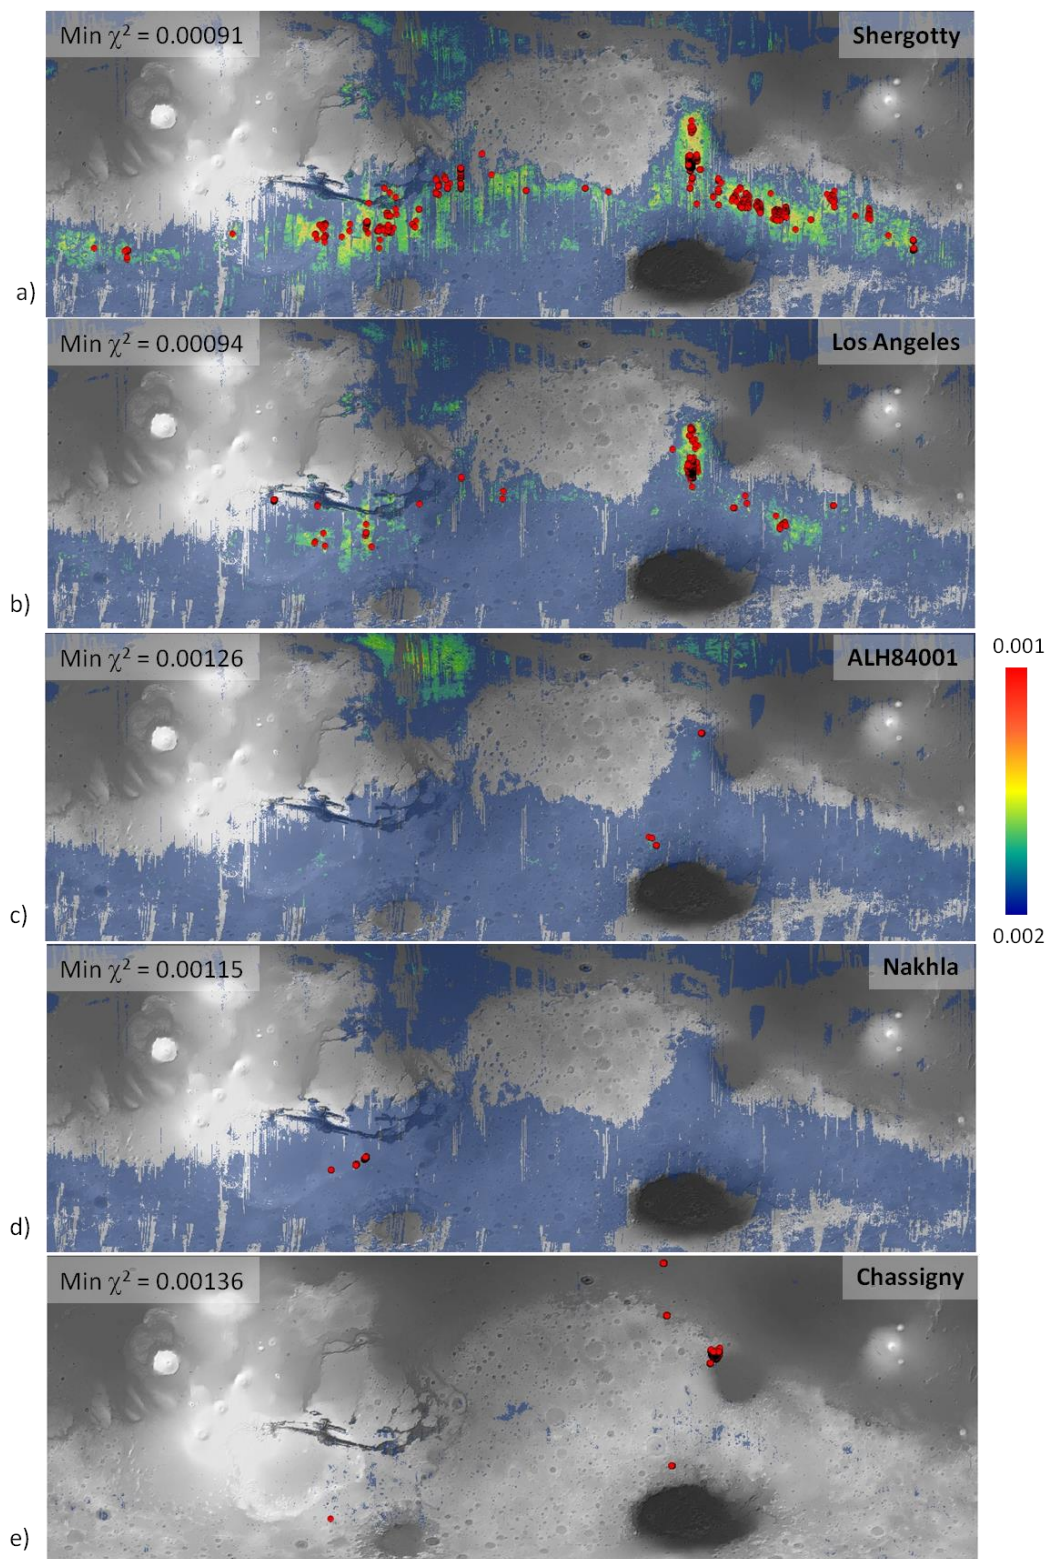 Min χ² = 0.00091
Shergotty
a)
Min χ² = 0.00094
Los Angeles
b)
Min χ² = 0.00126
ALH84001
0.001
0.002
c)
Min χ² = 0.00115
Nakhla
d)
Min χ² = 0.00136
Chassigny
e)